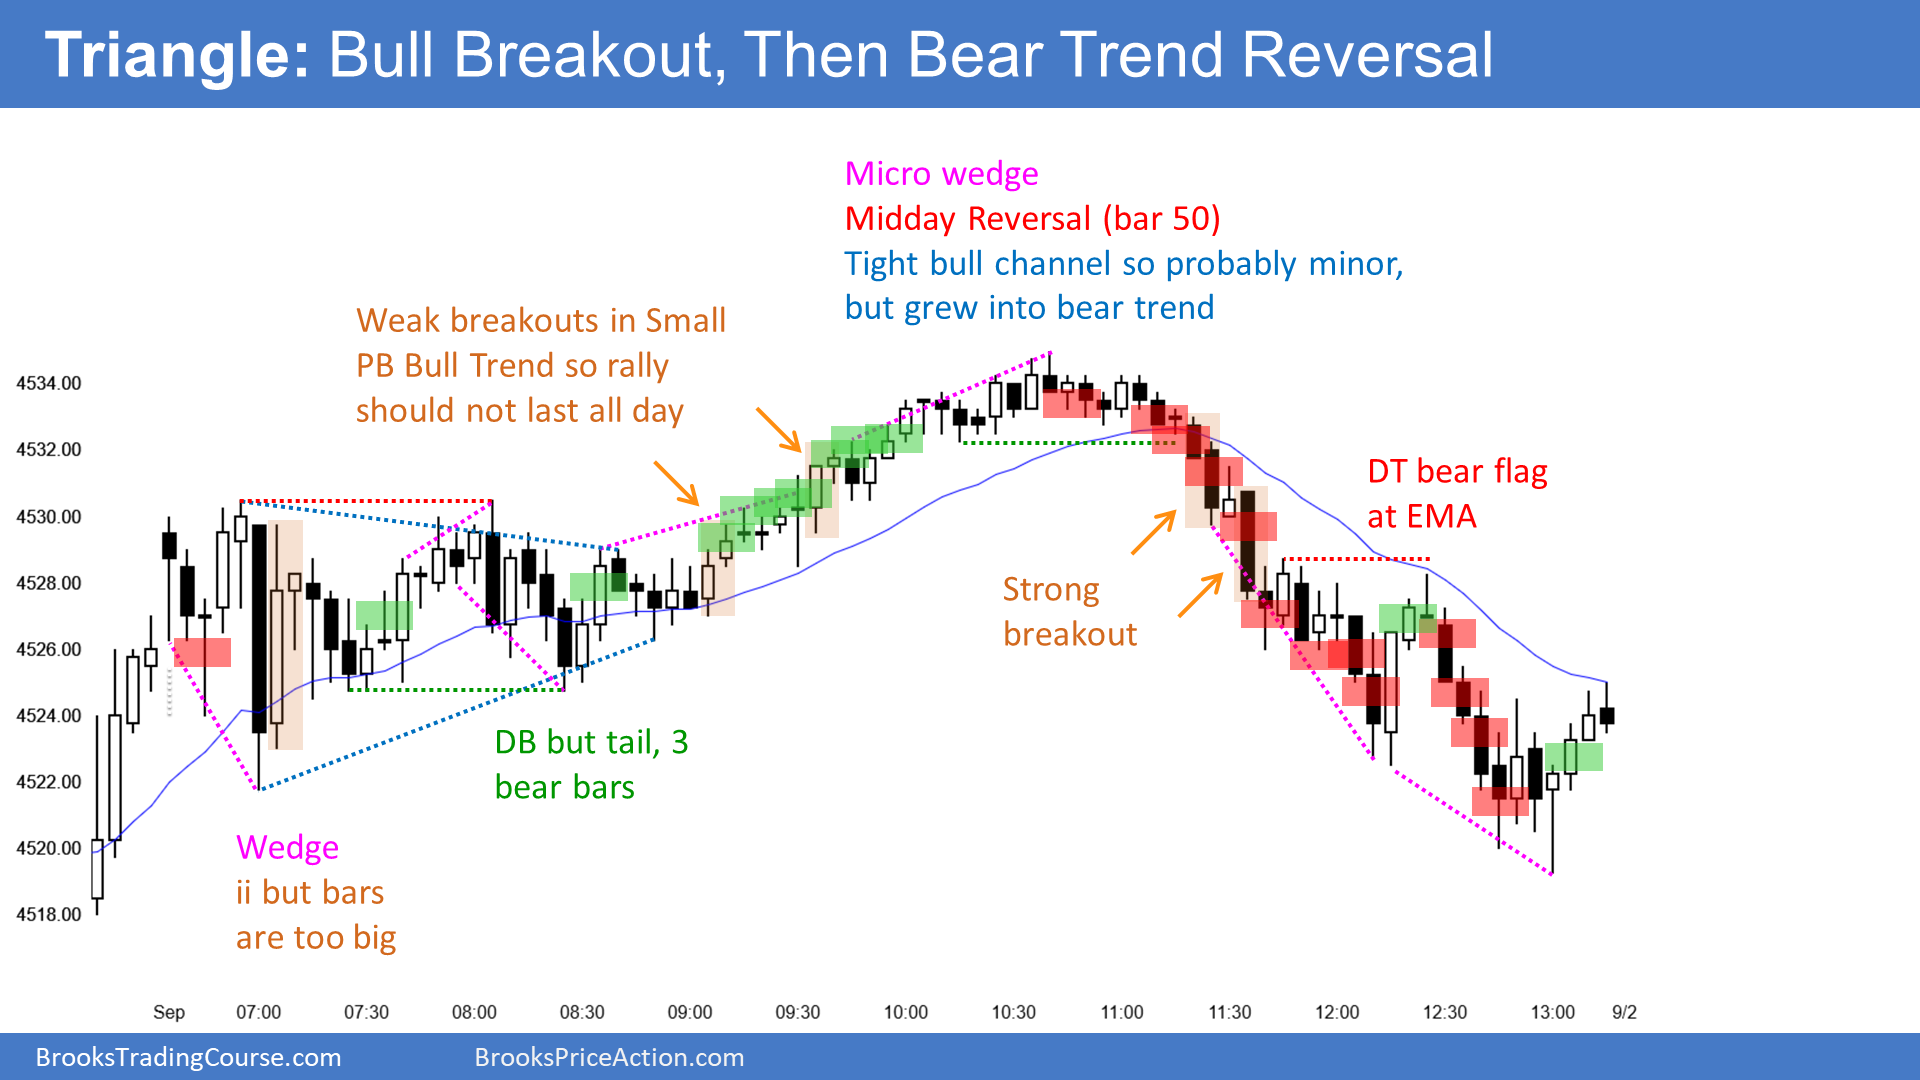 Triangle: Bull Breakout, Then Bear Trend Reversal
Micro wedge
Midday Reversal (bar 50)
Tight bull channel so probably minor,
but grew into bear trend
Weak breakouts in Small
PB Bull Trend so rally
should not last all day
DT bear flag
at EMA
Strong
breakout
DB but tail, 3
bear bars
Wedge
ii but bars
are too big
4534.00
4532.00
4530.00
4528.00
4526.00
4524.00
4522.00
4520.00
4518.00
Sep 07:00 07:30 08:00 08:30 09:00 09:30 10:00 10:30 11:00 11:30 12:00 12:30 13:00 9/2
BrooksTradingCourse.com BrooksPriceAction.com